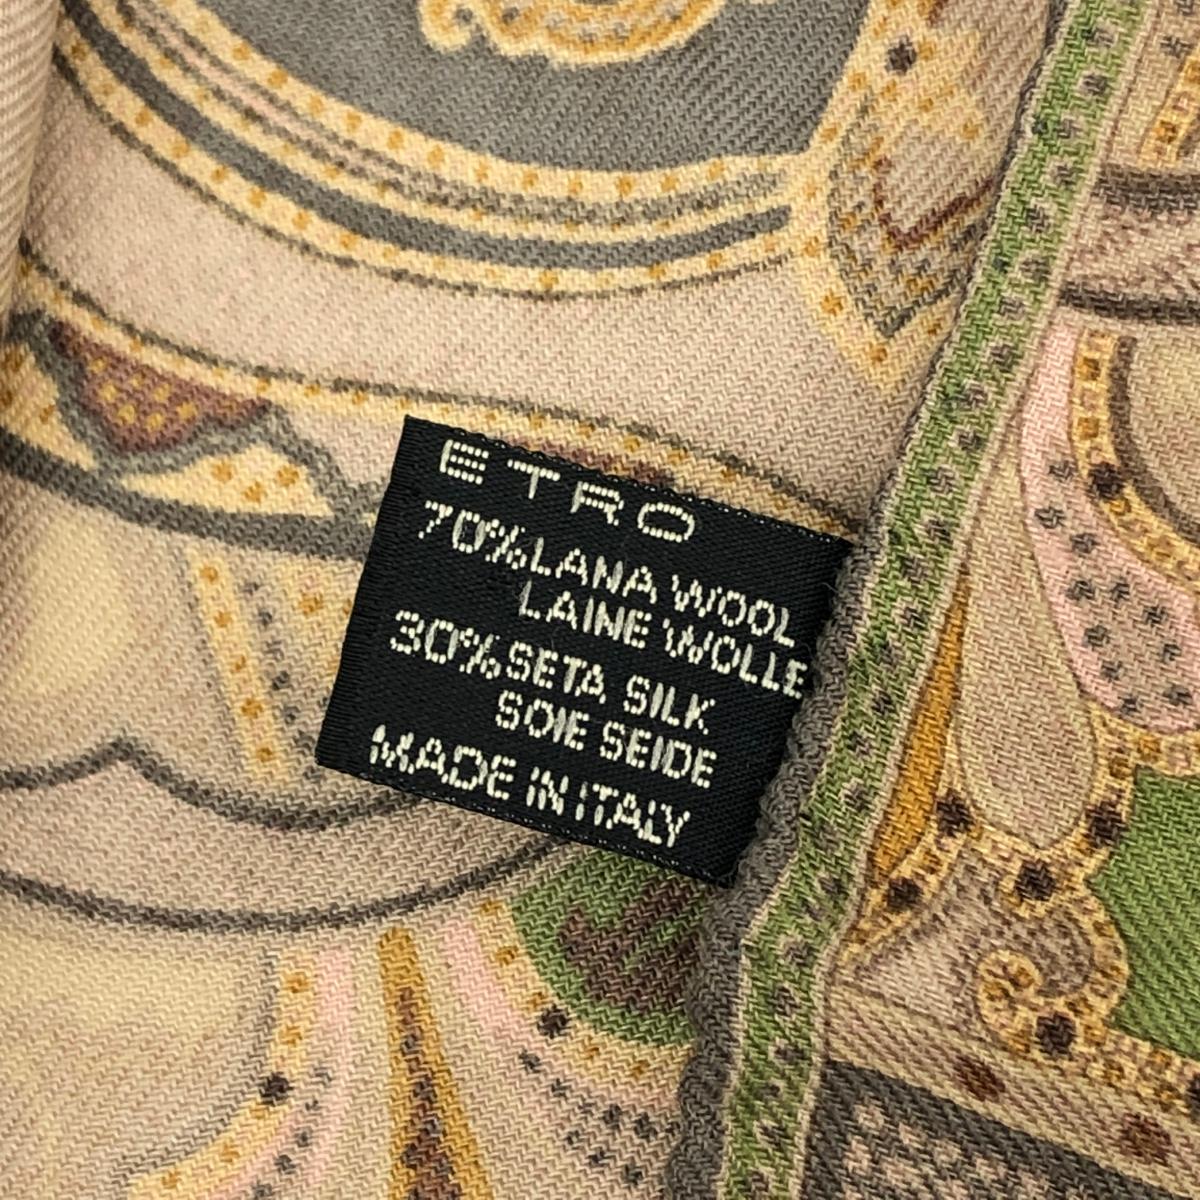 ETRO
70%LANA WOOL
LAINE WOLLE
30%SETA SILK
SOIE SEIDE
MADE IN ITALY